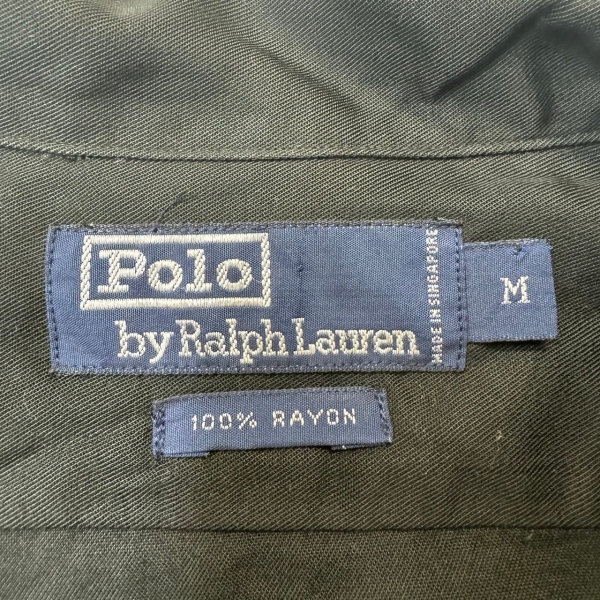 Polo
by Ralph Lauren
MADE IN SINGAPORE
M
100% RAYON